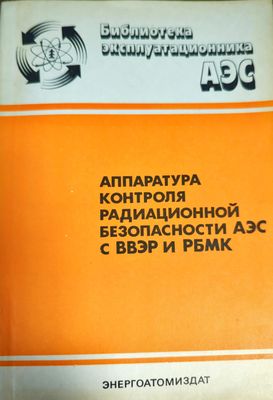 Библиотека
эксплуатационника
АЭС
АППАРАТУРА
КОНТРОЛЯ
РАДИАЦИОННОЙ
БЕЗОПАСНОСТИ АЭС
С ВВЭР И РБМК
ЭНЕРГОАТОМИЗДАТ